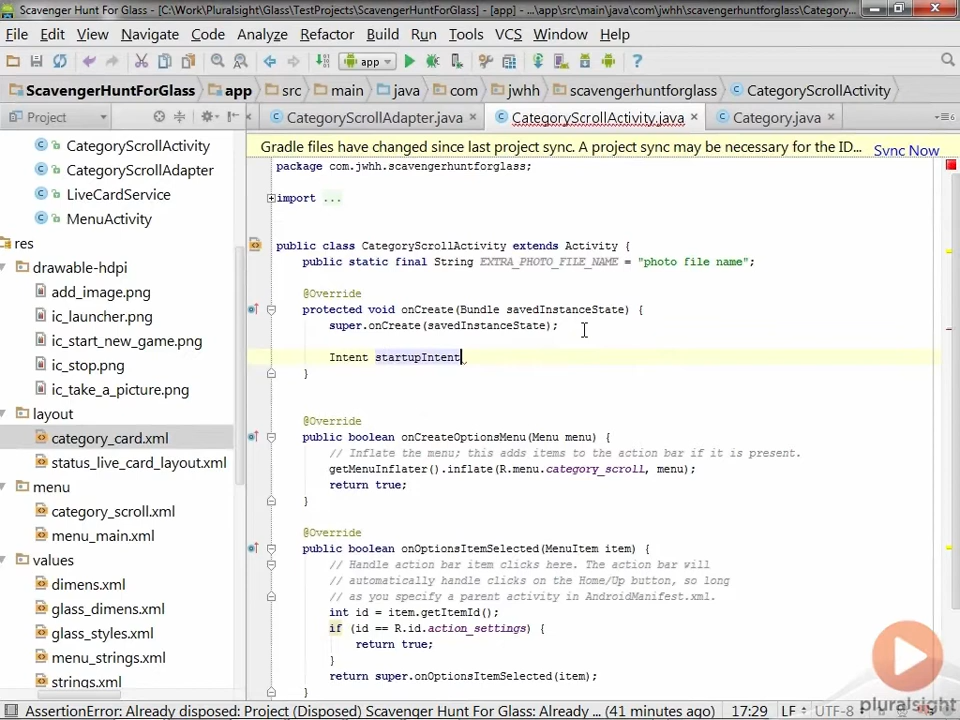 Scavenger Hunt For Glass - [C:\Work\Pluralsight\Glass\TestProjects\ScavengerHuntForGlass] - [app] - ...\app\src\main\java\com\jwhh\scavengerhuntforglass\Category...
File Edit View Navigate Code Analyze Refactor Build Run Tools VCS Window Help
app
ScavengerHuntForGlass app src main java com jwhh scavengerhuntforglass CategoryScrollActivity
Project
CategoryScrollAdapter.java CategoryScrollActivity.java Category.java
Gradle files have changed since last project sync. A project sync may be necessary for the ID... Sync Now
CategoryScrollActivity
CategoryScrollAdapter
LiveCardService
MenuActivity
res
drawable-hdpi
add_image.png
ic_launcher.png
ic_start_new_game.png
ic_stop.png
ic_take_a_picture.png
layout
category_card.xml
status_live_card_layout.xml
menu
category_scroll.xml
menu_main.xml
values
dimens.xml
glass_dimens.xml
glass_styles.xml
menu_strings.xml
strings.xml
package com.jwhh.scavengerhuntforglass;
import ...
public class CategoryScrollActivity extends Activity {
public static final String EXTRA_PHOTO_FILE_NAME = "photo file name";
@Override
protected void onCreate(Bundle savedInstanceState) {
super.onCreate(savedInstanceState);
Intent startupIntent
}
@Override
public boolean onCreateOptionsMenu(Menu menu) {
// Inflate the menu; this adds items to the action bar if it is present.
getMenuInflater().inflate(R.menu.category_scroll, menu);
return true;
}
@Override
public boolean onOptionsItemSelected(MenuItem item) {
// Handle action bar item clicks here. The action bar will
// automatically handle clicks on the Home/Up button, so long
// as you specify a parent activity in AndroidManifest.xml.
int id = item.getItemId();
if (id == R.id.action_settings) {
return true;
}
return super.onOptionsItemSelected(item);
}
pluralsight
AssertionError: Already disposed: Project (Disposed) Scavenger Hunt For Glass: Already ... (41 minutes ago) 17:29 LF UTF-8